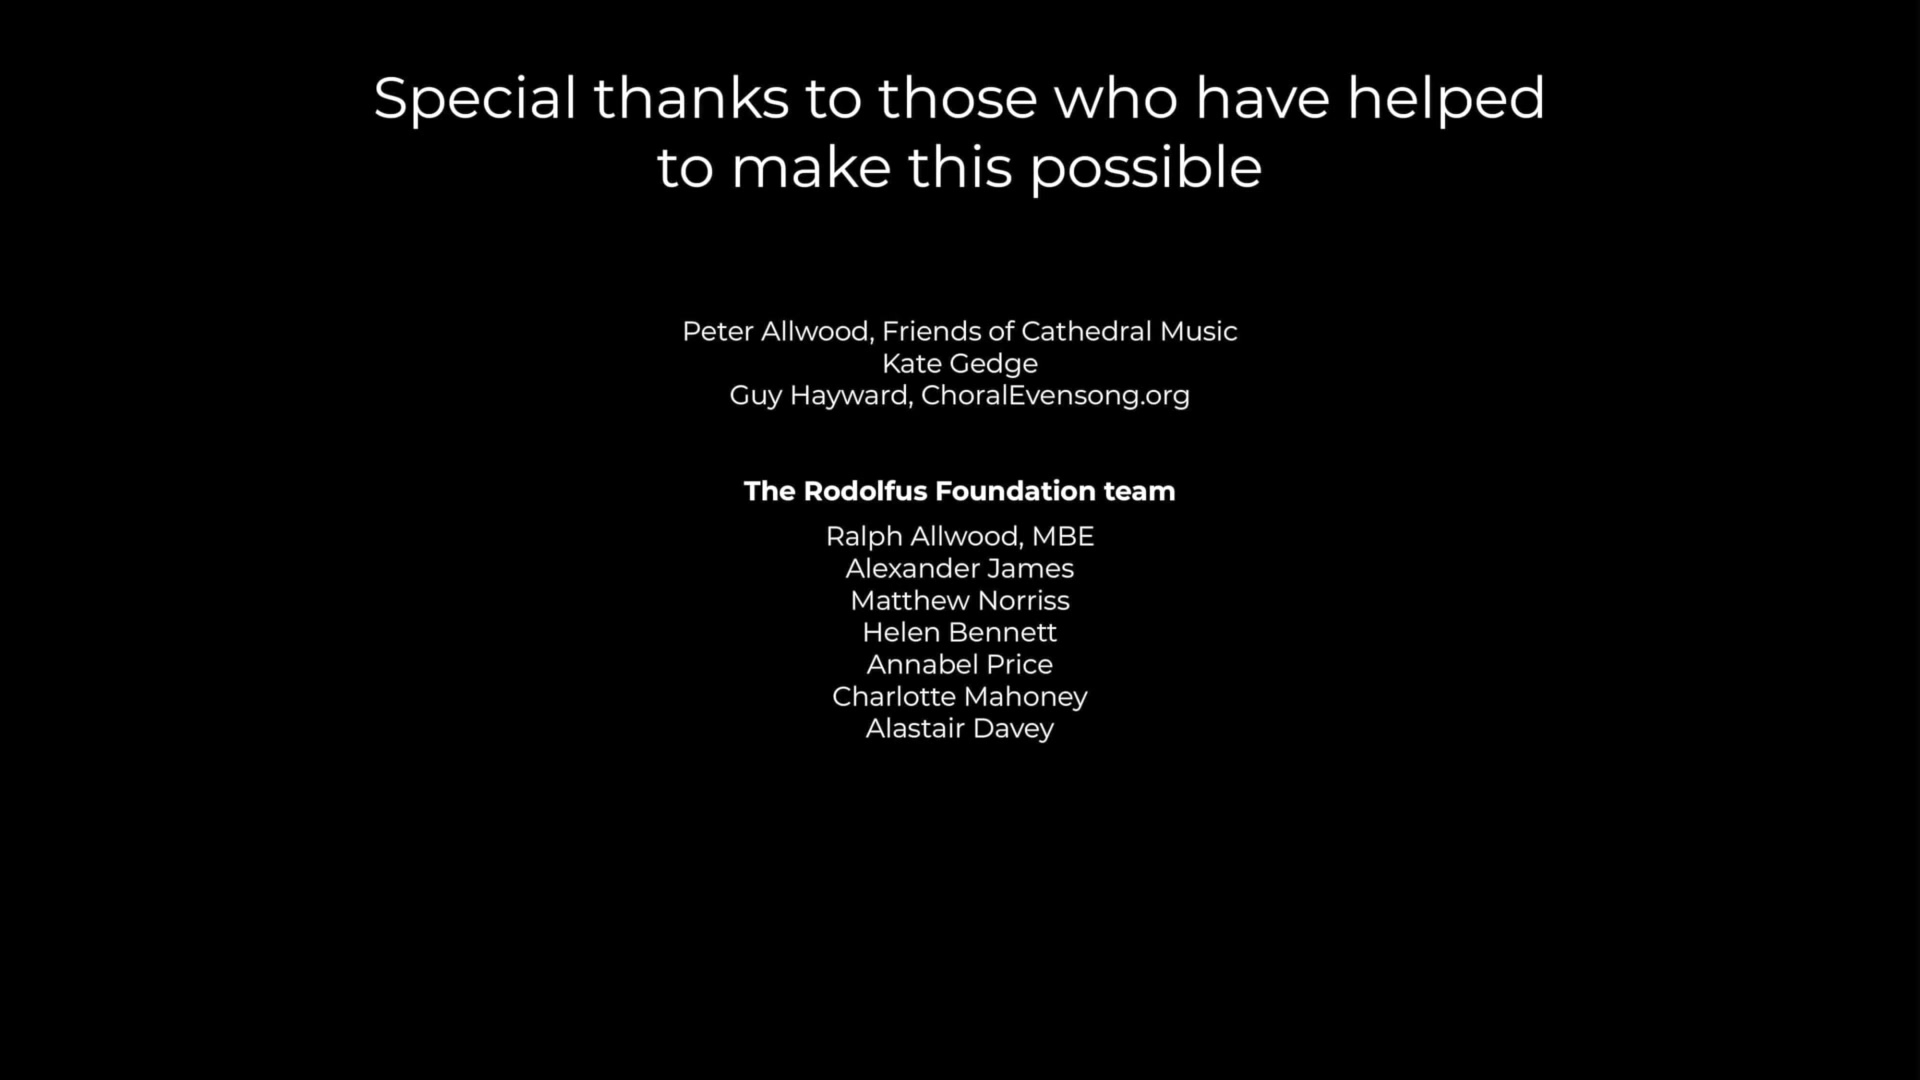 Special thanks to those who have helped
to make this possible
Peter Allwood, Friends of Cathedral Music
Kate Gedge
Guy Hayward, ChoralEvensong.org
The Rodolfus Foundation team
Ralph Allwood, MBE
Alexander James
Matthew Norriss
Helen Bennett
Annabel Price
Charlotte Mahoney
Alastair Davey